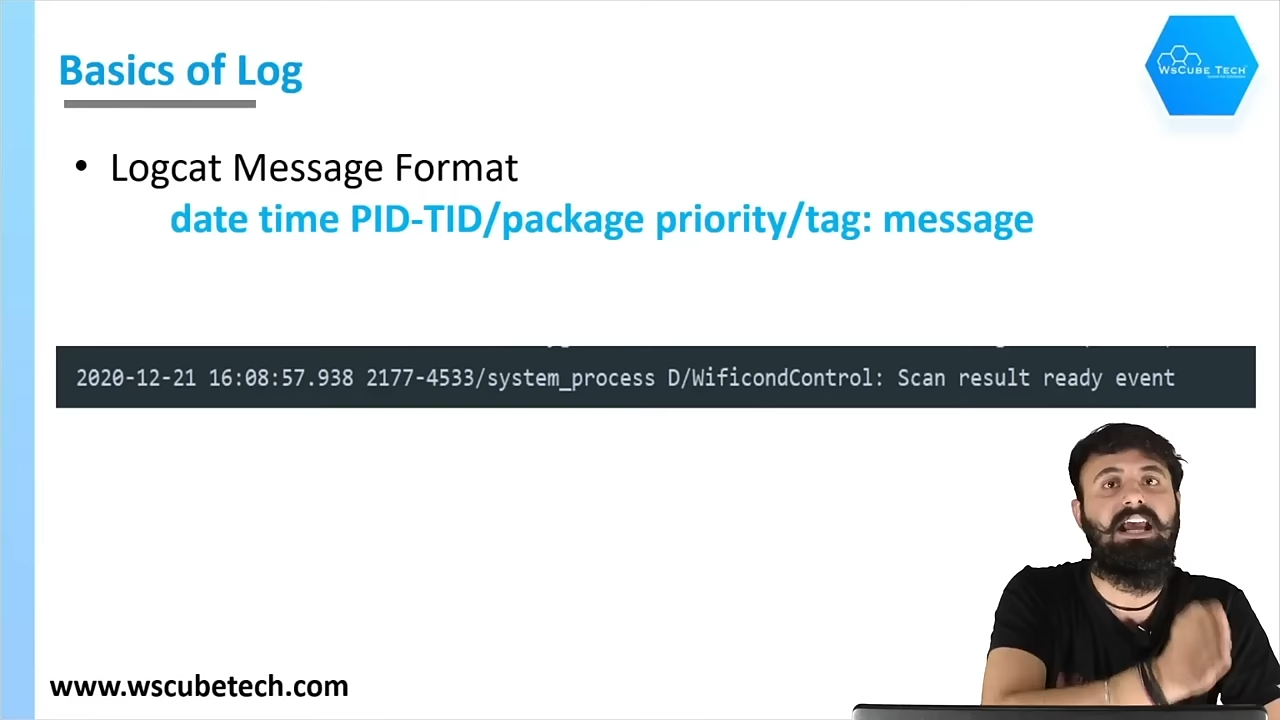 Basics of Log
WsCube Tech
• Logcat Message Format
date time PID-TID/package priority/tag: message
2020-12-21 16:08:57.938 2177-4533/system_process D/WificondControl: Scan result ready event
www.wscubetech.com